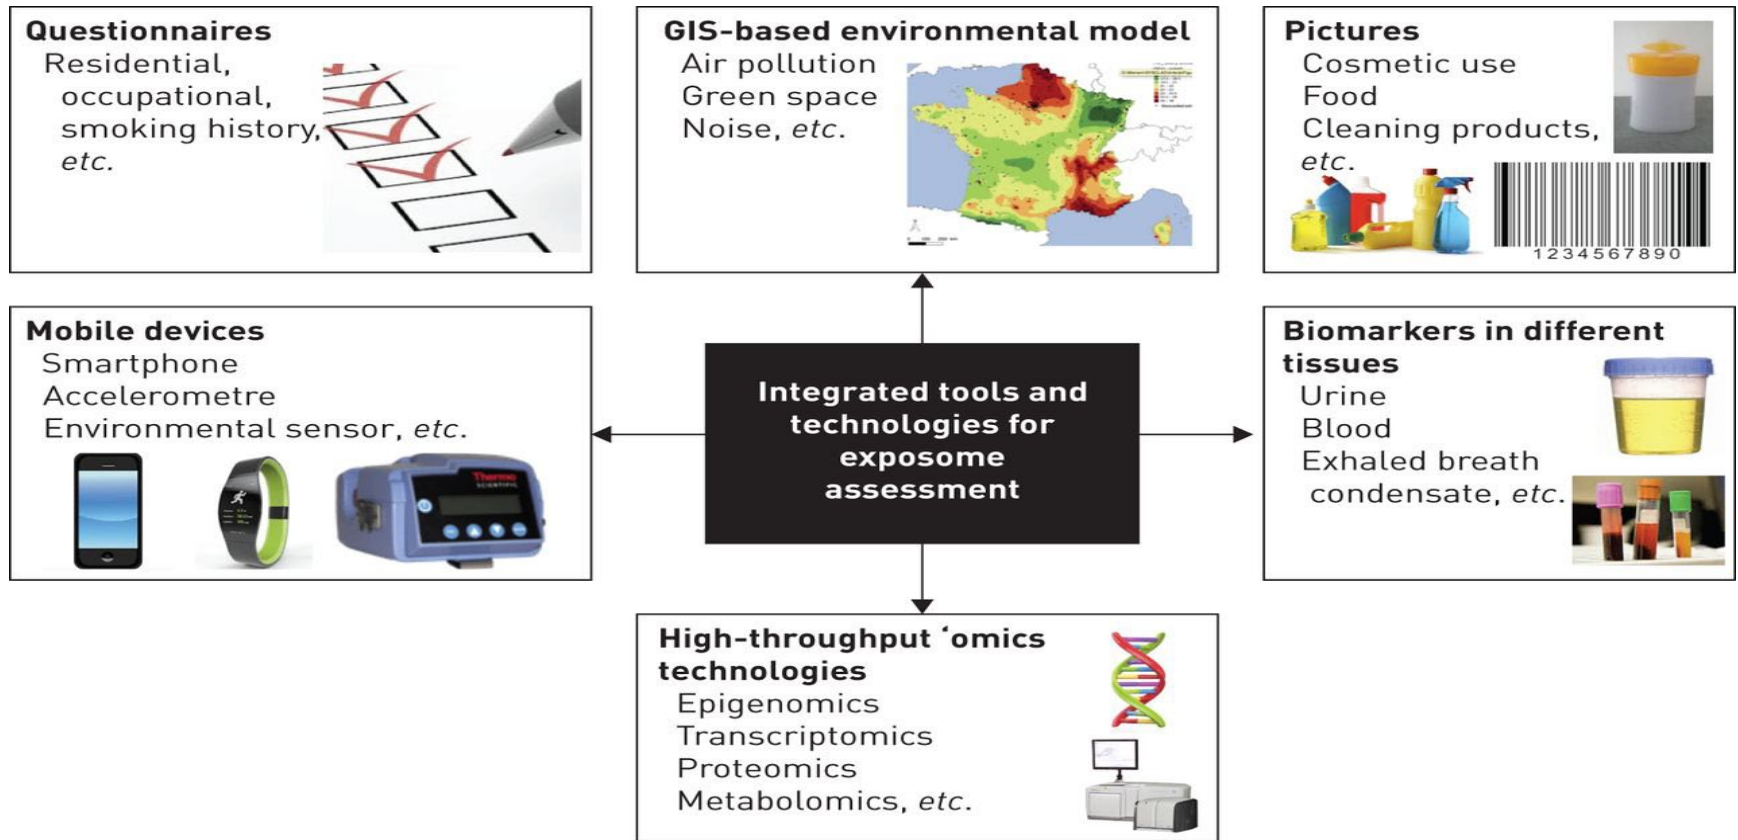 Questionnaires
Residential,
occupational,
smoking history,
etc.
GIS-based environmental model
Air pollution
Green space
Noise, etc.
Pictures
Cosmetic use
Food
Cleaning products,
etc.
1234567890
Mobile devices
Smartphone
Accelerometre
Environmental sensor, etc.
Thermo
SCIENTIFIC
Integrated tools and
technologies for
exposome
assessment
Biomarkers in different
tissues
Urine
Blood
Exhaled breath
condensate, etc.
High-throughput ‘omics
technologies
Epigenomics
Transcriptomics
Proteomics
Metabolomics, etc.